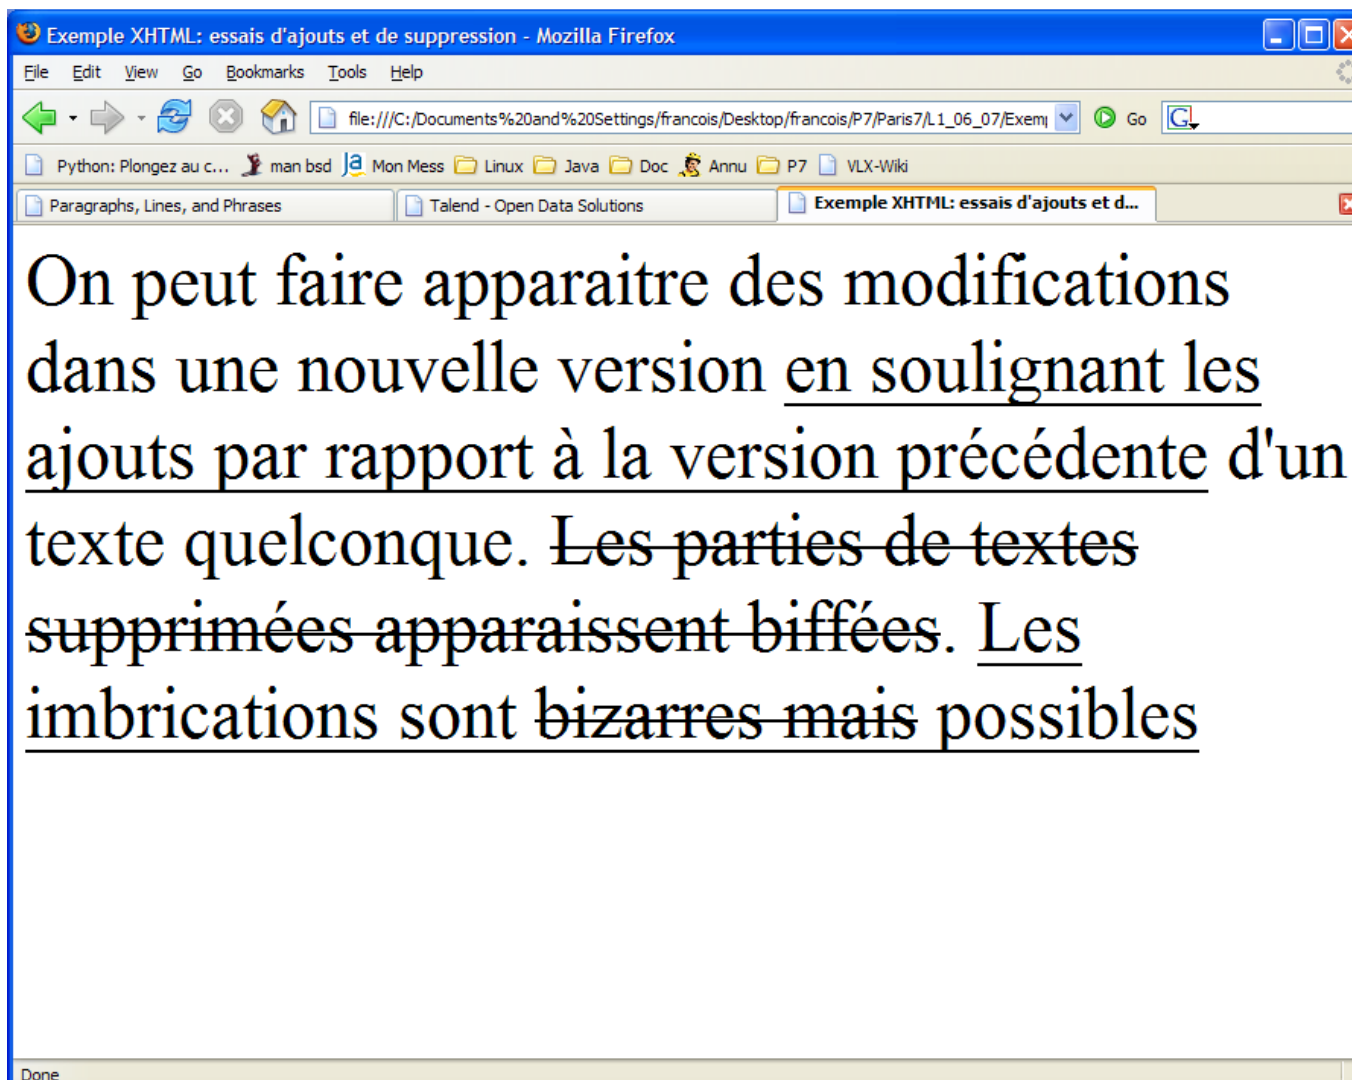 Exemple XHTML: essais d'ajouts et de suppression - Mozilla Firefox
File Edit View Go Bookmarks Tools Help
file:///C:/Documents%20and%20Settings/francois/Desktop/francois/P7/Paris7/L1_06_07/Exem Go G
Python: Plongez au c... man bsd Ja Mon Mess Linux Java Doc Annu P7 VLX-Wiki
Paragraphs, Lines, and Phrases Talend - Open Data Solutions Exemple XHTML: essais d'ajouts et d...
On peut faire apparaitre des modifications
dans une nouvelle version en soulignant les
ajouts par rapport à la version précédente d'un
texte quelconque. Les parties de textes
supprimées apparaissent biffées. Les
imbrications sont bizarres mais possibles
Done